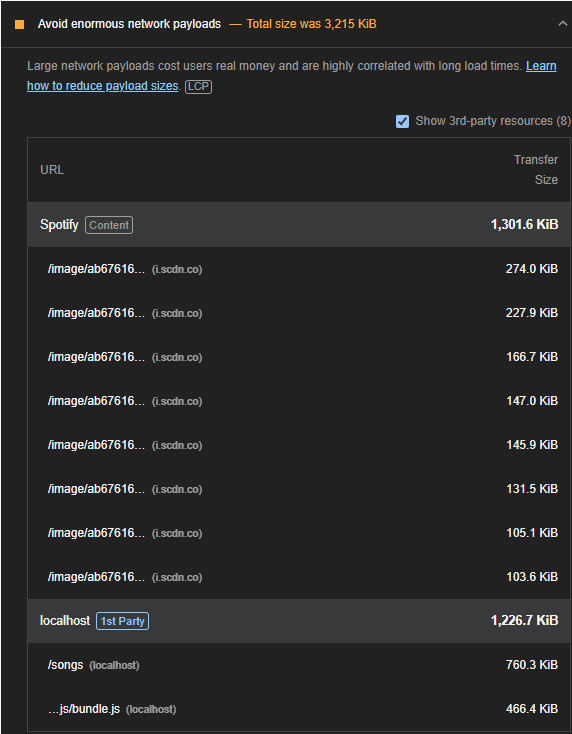 Avoid enormous network payloads — Total size was 3,215 KiB
Large network payloads cost users real money and are highly correlated with long load times. Learn
how to reduce payload sizes. LCP
Show 3rd-party resources (8)
URL Transfer
Size
Spotify Content 1,301.6 KiB
/image/ab67616… (i.scdn.co) 274.0 KiB
/image/ab67616… (i.scdn.co) 227.9 KiB
/image/ab67616… (i.scdn.co) 166.7 KiB
/image/ab67616… (i.scdn.co) 147.0 KiB
/image/ab67616… (i.scdn.co) 145.9 KiB
/image/ab67616… (i.scdn.co) 131.5 KiB
/image/ab67616… (i.scdn.co) 105.1 KiB
/image/ab67616… (i.scdn.co) 103.6 KiB
localhost 1st Party 1,226.7 KiB
/songs (localhost) 760.3 KiB
…js/bundle.js (localhost) 466.4 KiB